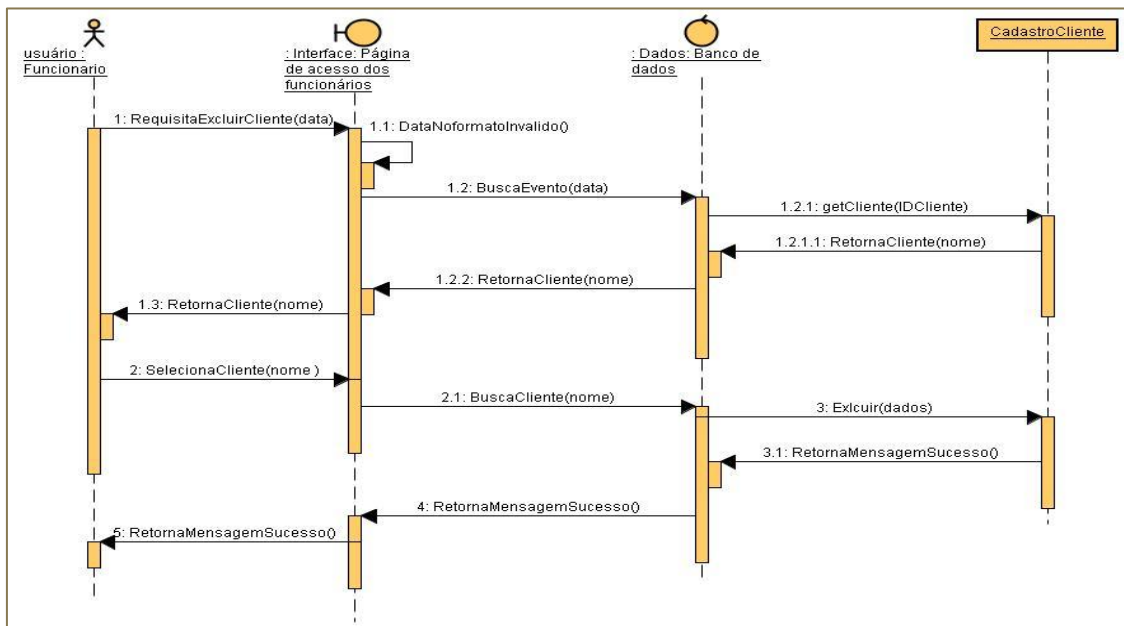 usuário :
Funcionario
: Interface: Página
de acesso dos
funcionários
: Dados: Banco de
dados
CadastroCliente
1: RequisitaExcluirCliente(data)
1.1: DataNoformatoInvalido()
1.2: BuscaEvento(data)
1.2.1: getCliente(IDCliente)
1.2.1.1: RetornaCliente(nome)
1.2.2: RetornaCliente(nome)
1.3: RetornaCliente(nome)
2: SelecionaCliente(nome )
2.1: BuscaCliente(nome)
3: Exlcuir(dados)
3.1: RetornaMensagemSucesso()
4: RetornaMensagemSucesso()
5: RetornaMensagemSucesso()